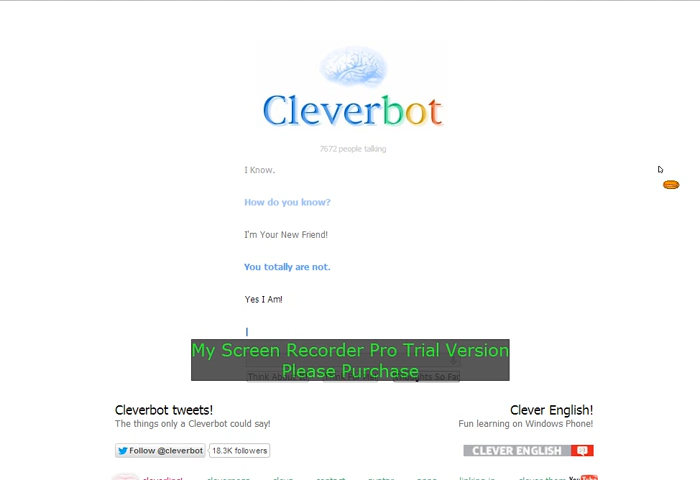 Cleverbot
7672 people talking
I Know.
How do you know?
I'm Your New Friend!
You totally are not.
Yes I Am!
My Screen Recorder Pro Trial Version
Please Purchase
Cleverbot tweets!
The things only a Cleverbot could say!
Follow @cleverbot
18.3K followers
Clever English!
Fun learning on Windows Phone!
CLEVER ENGLISH